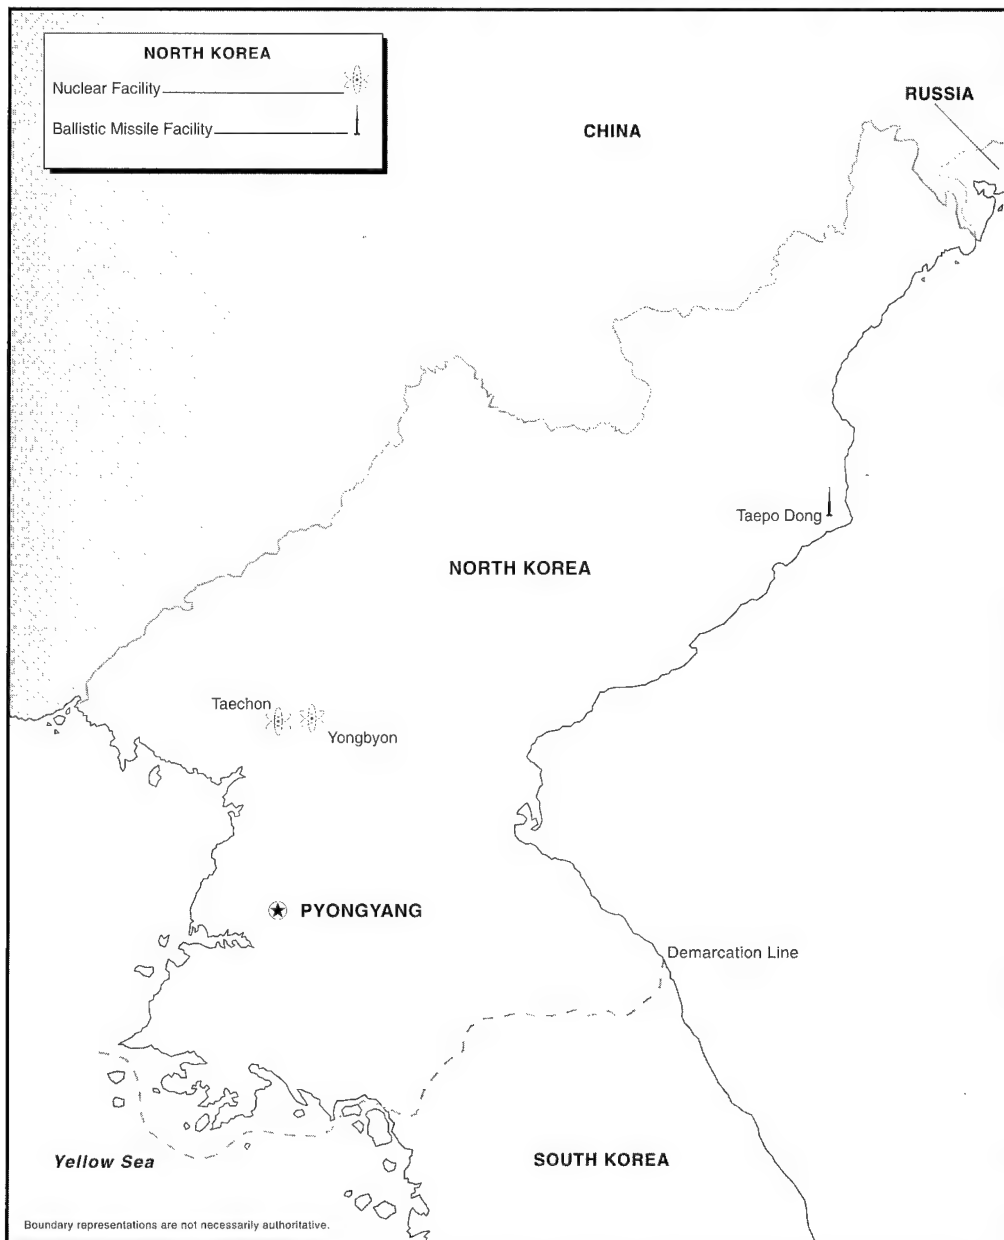 NORTH KOREA
Nuclear Facility
Ballistic Missile Facility
RUSSIA
CHINA
Taepo Dong
NORTH KOREA
Taechon
Yongbyon
PYONGYANG
Demarcation Line
Yellow Sea
SOUTH KOREA
Boundary representations are not necessarily authoritative.